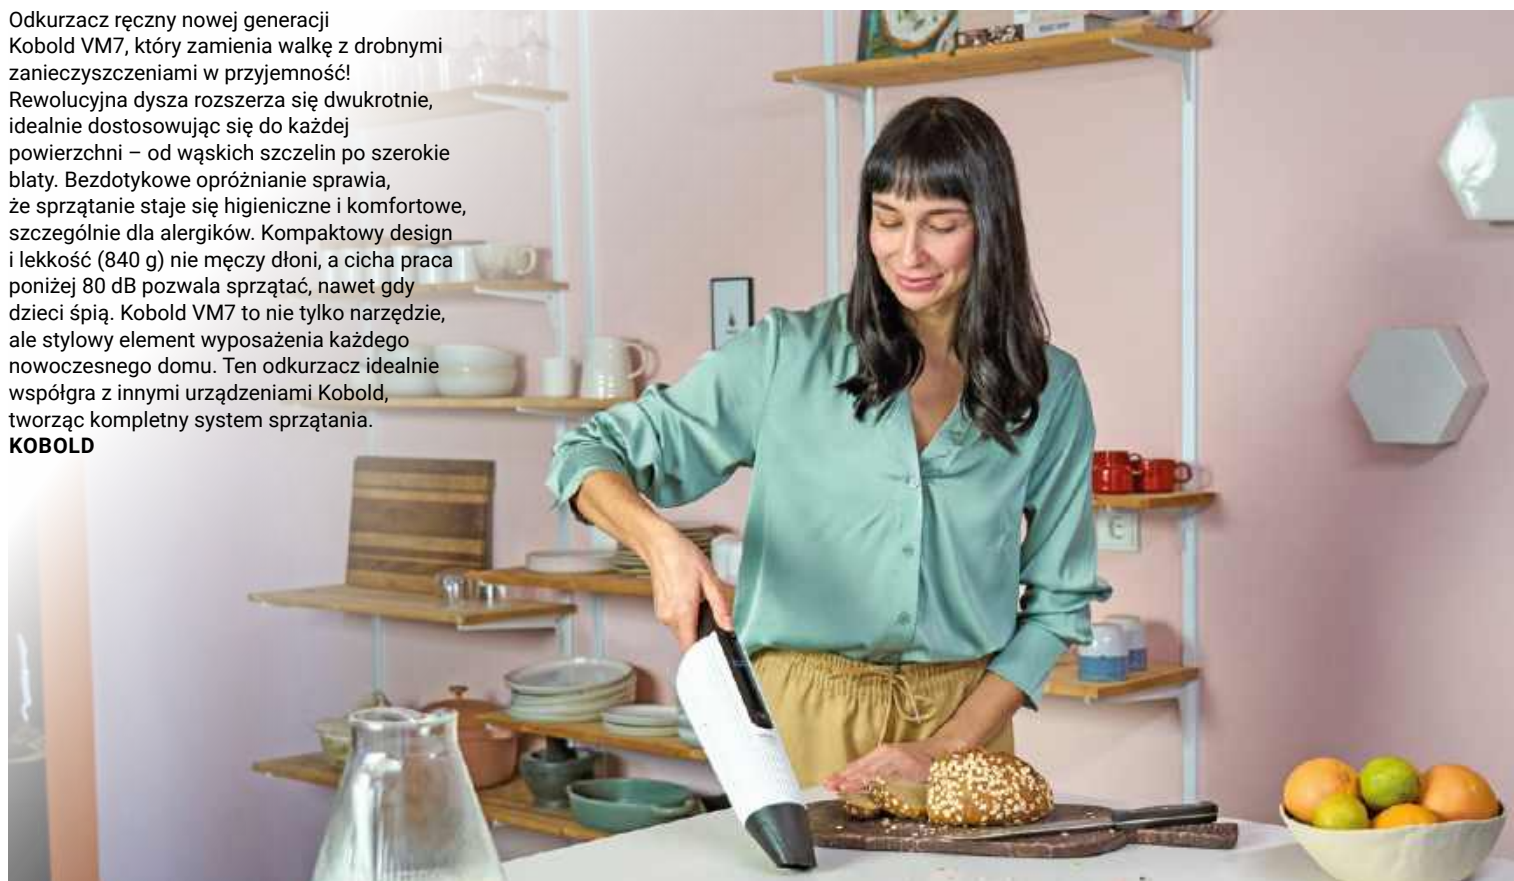 Odkurzacz ręczny nowej generacji
Kobold VM7, który zamienia walkę z drobnymi
zanieczyszczeniami w przyjemność!
Rewolucyjna dysza rozszerza się dwukrotnie,
idealnie dostosowując się do każdej
powierzchni – od wąskich szczelin po szerokie
blaty. Bezdotykowe opróżnianie sprawia,
że sprzątanie staje się higieniczne i komfortowe,
szczególnie dla alergików. Kompaktowy design
i lekkość (840 g) nie męczy dłoni, a cicha praca
poniżej 80 dB pozwala sprzątać, nawet gdy
dzieci śpią. Kobold VM7 to nie tylko narzędzie,
ale stylowy element wyposażenia każdego
nowoczesnego domu. Ten odkurzacz idealnie
współgra z innymi urządzeniami Kobold,
tworząc kompletny system sprzątania.
KOBOLD